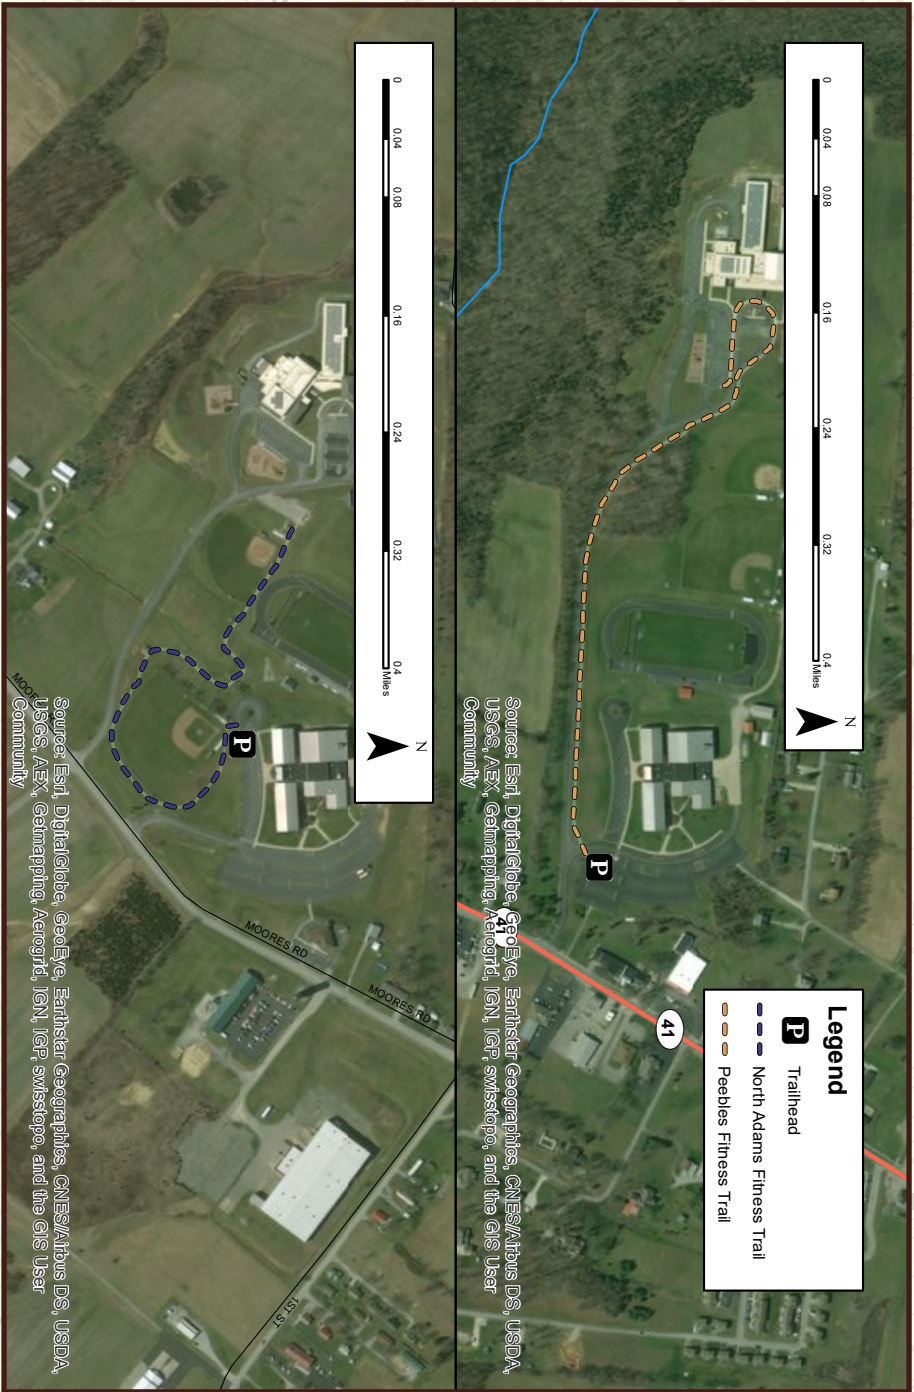 N
0 0.04 0.08 0.16 0.24 0.32 0.4
Miles
Legend
P Trailhead
North Adams Fitness Trail
Peebles Fitness Trail
41
P
41
Source: Esri, DigitalGlobe, GeoEye, Earthstar Geographics, CNES/Airbus DS, USDA,
USGS, AEX, Getmapping, Aerogrid, IGN, IGP, swisstopo, and the GIS User
Community
N
0 0.04 0.08 0.16 0.24 0.32 0.4
Miles
MOORES RD
MOORES RD
P
1ST ST
Source: Esri, DigitalGlobe, GeoEye, Earthstar Geographics, CNES/Airbus DS, USDA,
USGS, AEX, Getmapping, Aerogrid, IGN, IGP, swisstopo, and the GIS User
Community